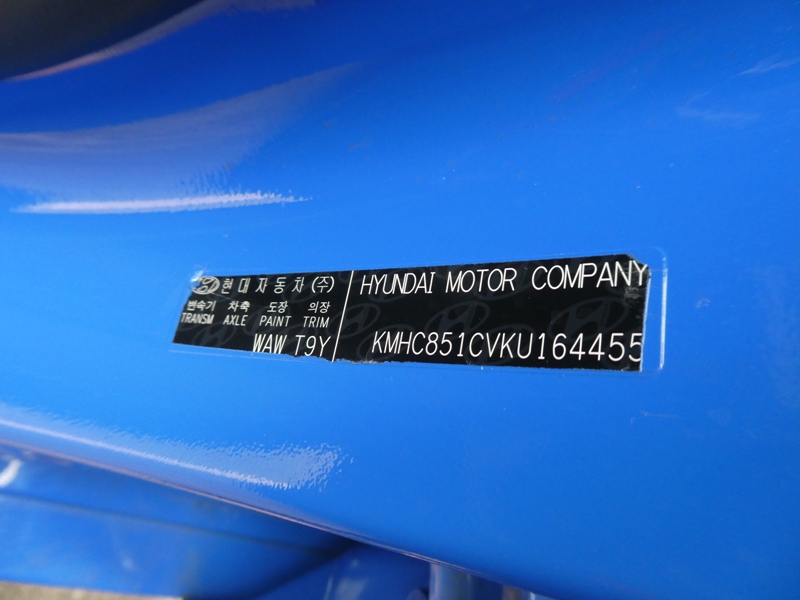 현대자동차(주)
변속기 차축 도장 의장
TRANSM AXLE PAINT TRIM
WAW T9Y
HYUNDAI MOTOR COMPANY
KMHC851CVKU164455